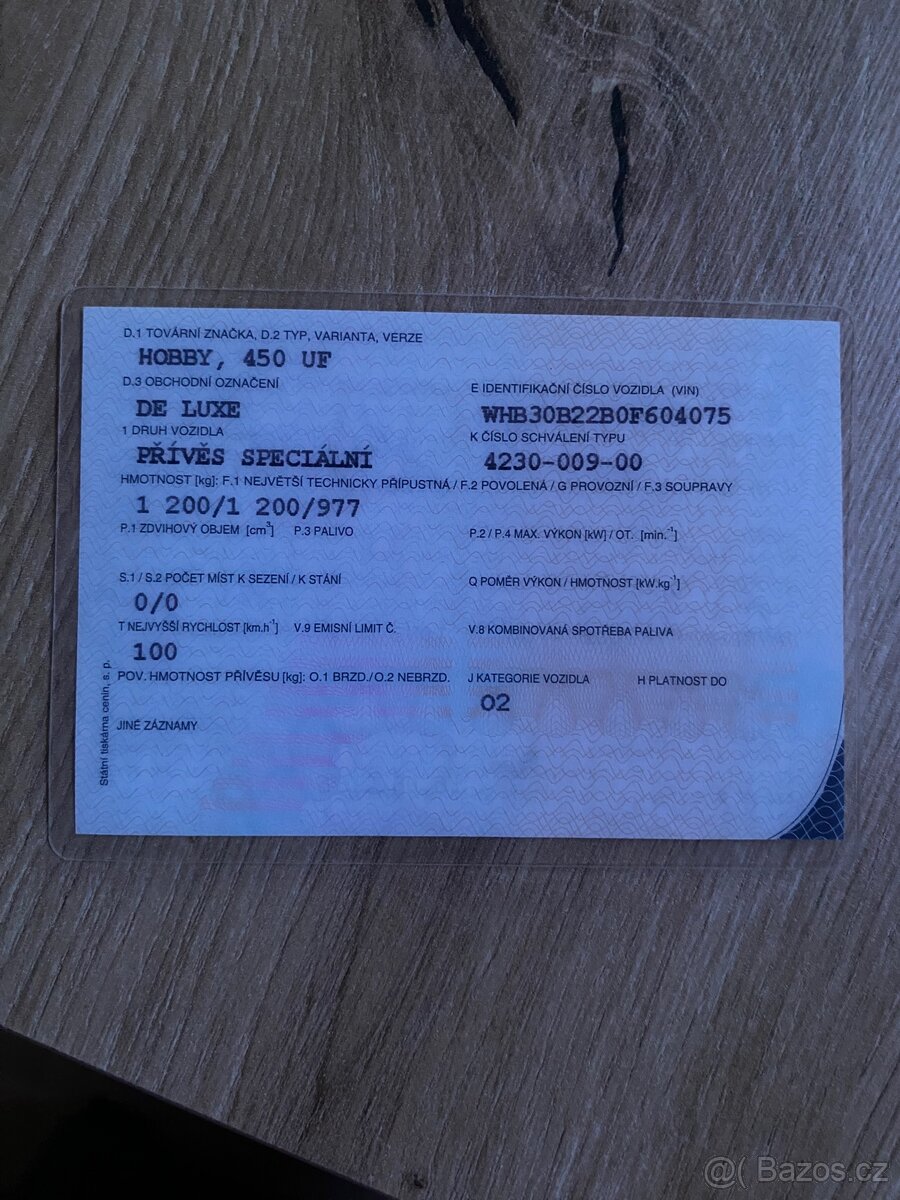 D.1 TOVÁRNÍ ZNAČKA, D.2 TYP, VARIANTA, VERZE
HOBBY, 450 UF
D.3 OBCHODNÍ OZNAČENÍ
E IDENTIFIKAČNÍ ČÍSLO VOZIDLA (VIN)
DE LUXE
WHB30B22B0F604075
1 DRUH VOZIDLA
K ČÍSLO SCHVÁLENÍ TYPU
PŘÍVĚS SPECIÁLNÍ
4230-009-00
HMOTNOST [kg]: F.1 NEJVĚTŠÍ TECHNICKY PŘÍPUSTNÁ / F.2 POVOLENÁ / G PROVOZNÍ / F.3 SOUPRAVY
1 200/1 200/977
P.1 ZDVIHOVÝ OBJEM [cm³] P.3 PALIVO
P.2 / P.4 MAX. VÝKON [kW] / OT. [min.⁻¹]
S.1 / S.2 POČET MÍST K SEZENÍ / K STÁNÍ
Q POMĚR VÝKON / HMOTNOST [kW.kg⁻¹]
0/0
T NEJVYŠŠÍ RYCHLOST [km.h⁻¹] V.9 EMISNÍ LIMIT Č.
V.8 KOMBINOVANÁ SPOTŘEBA PALIVA
100
POV. HMOTNOST PŘÍVĚSU [kg]: O.1 BRZD./O.2 NEBRZD.
J KATEGORIE VOZIDLA H PLATNOST DO
O2
JINÉ ZÁZNAMY
Státní tiskárna cenin, s. p.
@( Bazos.cz